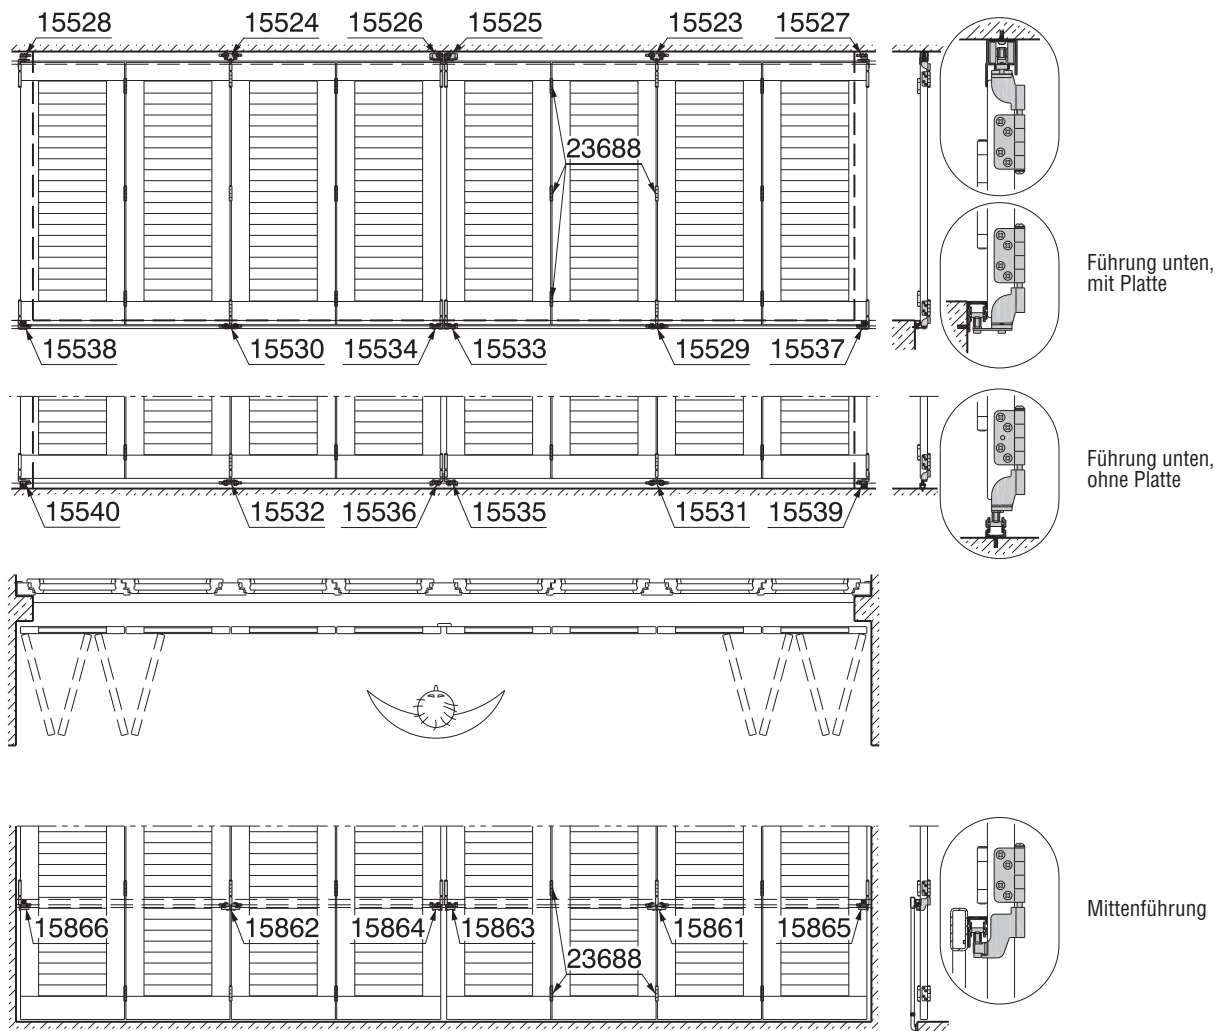 15528 15524 15526 15525 15523 15527
23688
Führung unten,
mit Platte
15538 15530 15534 15533 15529 15537
Führung unten,
ohne Platte
15540 15532 15536 15535 15531 15539
15866 15862 15864 15863 15861 15865
Mittenführung
23688